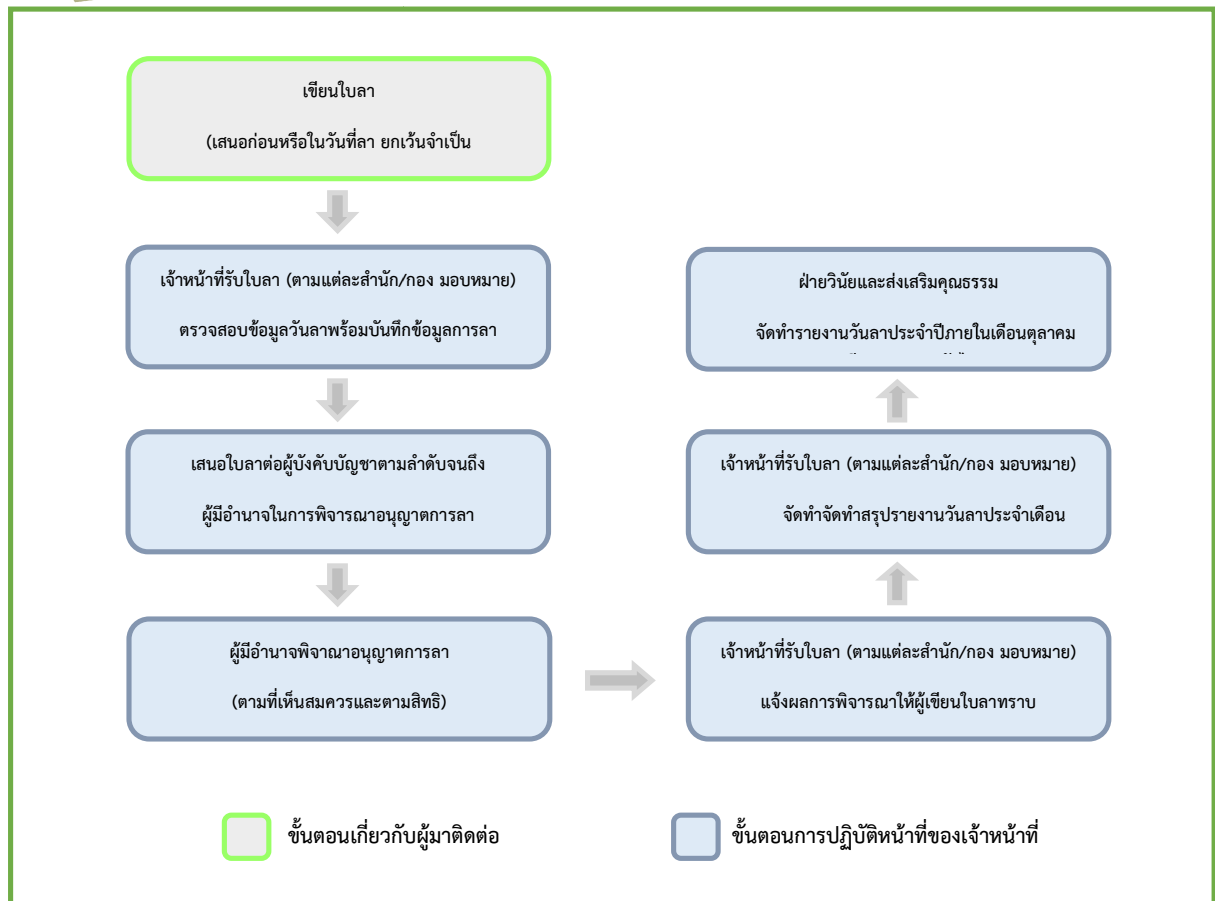 เขียนใบลา
(เสนอก่อนหรือในวันที่ลา ยกเว้นจำเป็น
เจ้าหน้าที่รับใบลา (ตามแต่ละสำนัก/กอง มอบหมาย)
ตรวจสอบข้อมูลวันลาพร้อมบันทึกข้อมูลการลา
เสนอใบลาต่อผู้บังคับบัญชาตามลำดับจนถึง
ผู้มีอำนาจในการพิจารณาอนุญาตการลา
ผู้มีอำนาจพิจาณาอนุญาตการลา
(ตามที่เห็นสมควรและตามสิทธิ)
เจ้าหน้าที่รับใบลา (ตามแต่ละสำนัก/กอง มอบหมาย)
แจ้งผลการพิจารณาให้ผู้เขียนใบลาทราบ
เจ้าหน้าที่รับใบลา (ตามแต่ละสำนัก/กอง มอบหมาย)
จัดทำจัดทำสรุปรายงานวันลาประจำเดือน
ฝ่ายวินัยและส่งเสริมคุณธรรม
จัดทำรายงานวันลาประจำปีภายในเดือนตุลาคม
ขั้นตอนเกี่ยวกับผู้มาติดต่อ
ขั้นตอนการปฏิบัติหน้าที่ของเจ้าหน้าที่